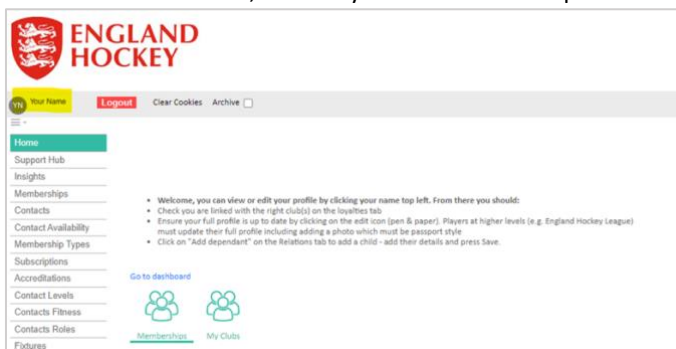 ENGLAND
HOCKEY
YN Your Name Logout Clear Cookies Archive
Home
Support Hub
Insights
Memberships
Contacts
Contact Availability
Membership Types
Subscriptions
Accreditations
Contact Levels
Contacts Fitness
Contacts Roles
Fixtures
• Welcome, you can view or edit your profile by clicking your name top left. From there you should:
• Check you are linked with the right club(s) on the loyalties tab
• Ensure your full profile is up to date by clicking on the edit icon (pen & paper). Players at higher levels (e.g. England Hockey League)
must update their full profile including adding a photo which must be passport style
• Click on "Add dependant" on the Relations tab to add a child - add their details and press Save.
Go to dashboard
Memberships My Clubs